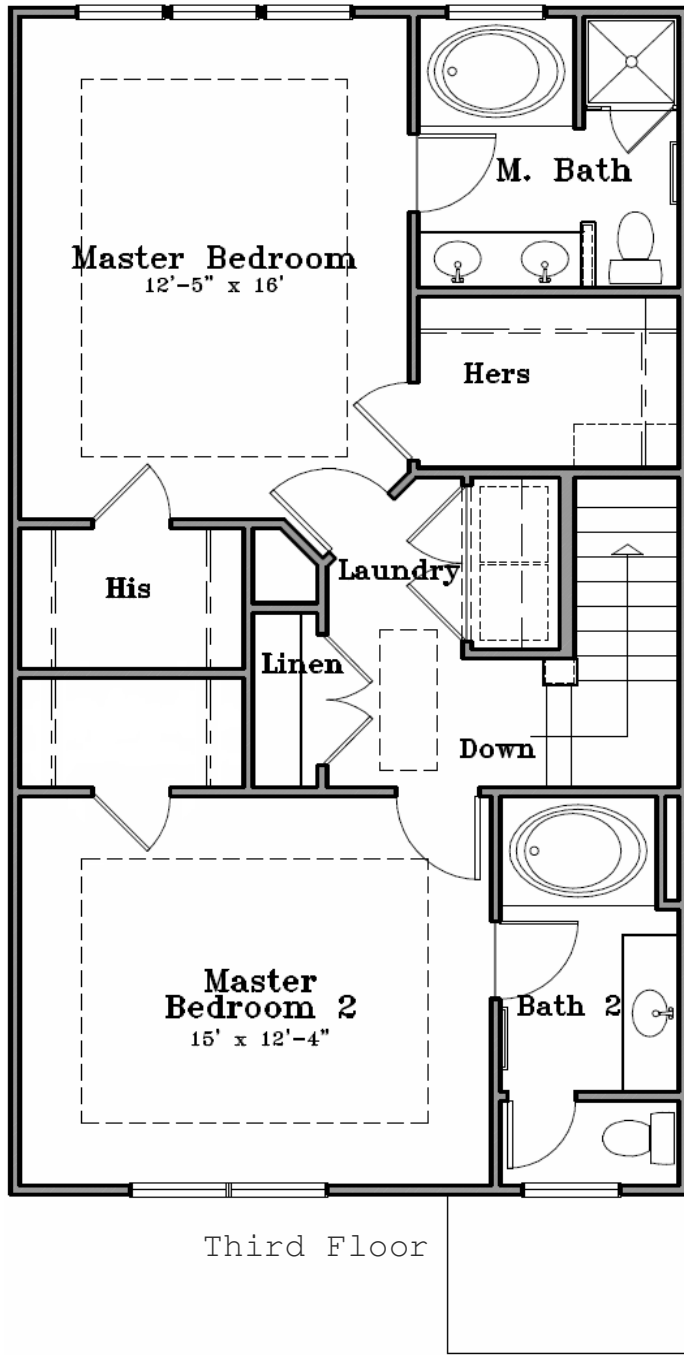 M. Bath
Master Bedroom
12'-5" x 16'
Hers
Laundry
His
Linen
Down
Master
Bedroom 2
15' x 12'-4"
Bath 2
Third Floor